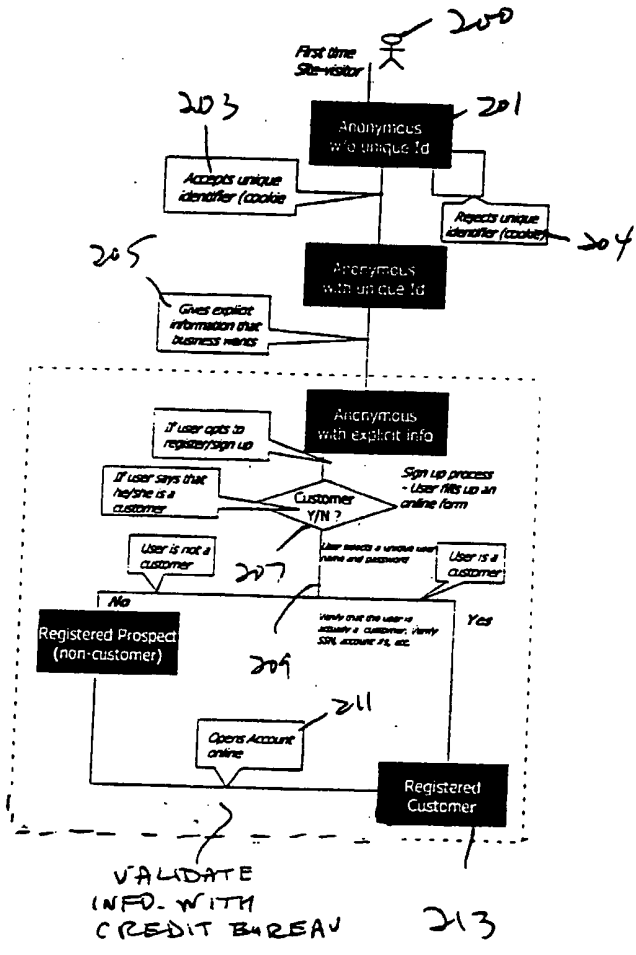 200
First time
Site-visitor
203
201
Anonymous
w/o unique Id
Accepts unique
identifier (cookie
Rejects unique
identifier (cookie)
204
205
Anonymous
with unique Id
Gives explicit
information that
business wants
Anonymous
with explicit info
If user opts to
register/sign up
Sign up process
- User fills up an
online form
If user says that
he/she is a
customer
Customer
Y/N ?
User selects a unique user
name and password
User is not a
customer
User is a
customer
207
No
Yes
Registered Prospect
(non-customer)
Verify that the user is
actually a customer. Verify
SSN, account #s, etc.
209
211
Opens Account
online
Registered
Customer
VALIDATE
INFO. WITH
CREDIT BUREAU
213